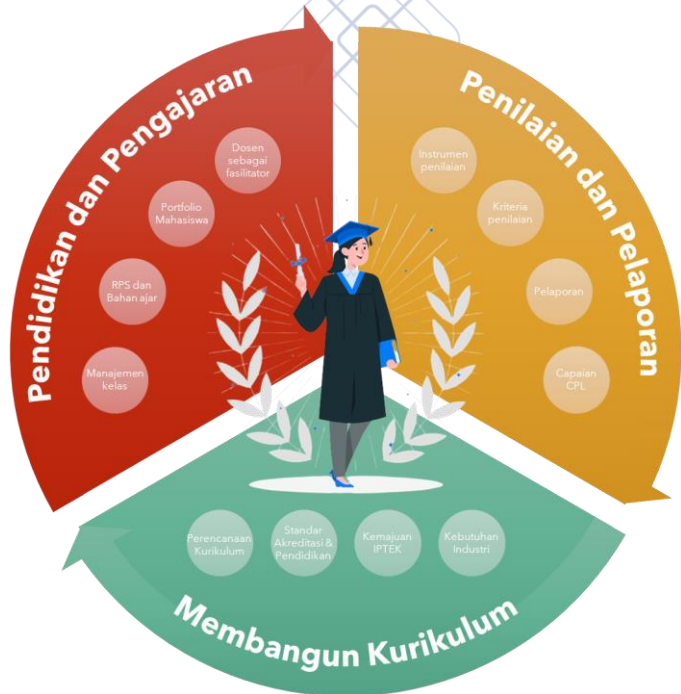 Pendidikan dan Pengajaran
Dosen
sebagai
fasilitator
Portfolio
Mahasiswa
RPS dan
Bahan ajar
Manajemen
kelas
Penilaian dan Pelaporan
Instrumen
penilaian
Kriteria
penilaian
Pelaporan
Capaian
CPL
Perencanaan
Kurikulum
Standar
Akreditasi &
Pendidikan
Kemajuan
IPTEK
Kebutuhan
Industri
Membangun Kurikulum